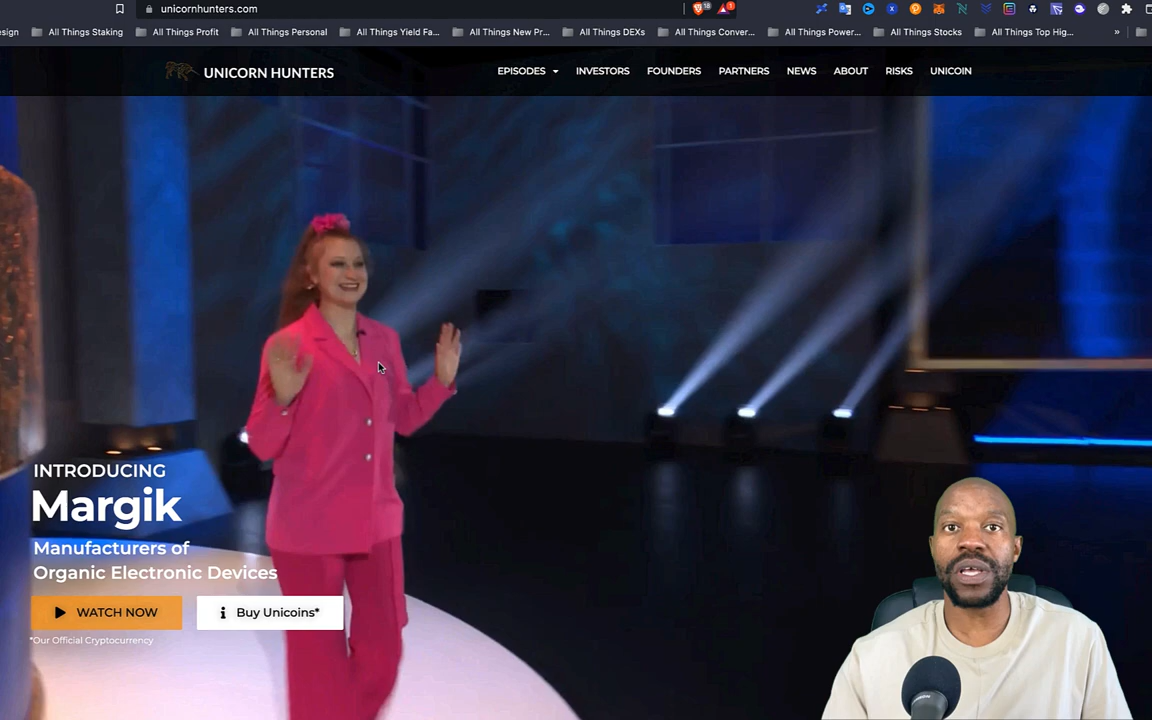 unicornhunters.com
18
1
sign
All Things Staking
All Things Profit
All Things Personal
All Things Yield Fa...
All Things New Pr...
All Things DEXs
All Things Conver...
All Things Power...
All Things Stocks
All Things Top Hig...
»
UNICORN HUNTERS
EPISODES
INVESTORS
FOUNDERS
PARTNERS
NEWS
ABOUT
RISKS
UNICOIN
INTRODUCING
Margik
Manufacturers of
Organic Electronic Devices
WATCH NOW
Buy Unicoins*
*Our Official Cryptocurrency